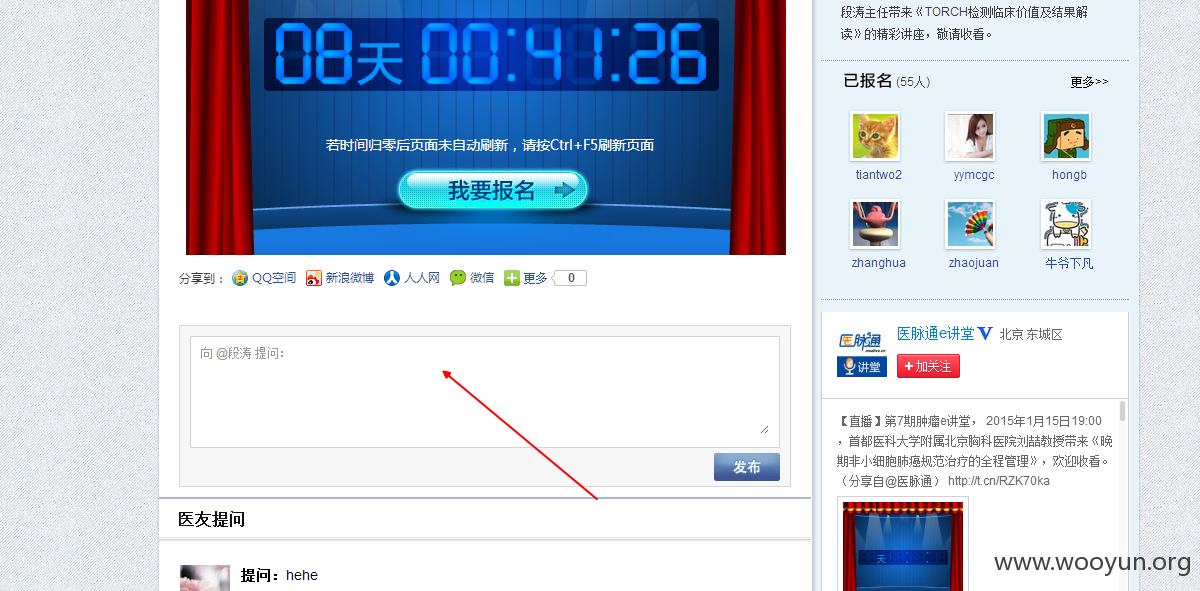 08天 00:41:26
若时间归零后页面未自动刷新，请按Ctrl+F5刷新页面
我要报名
分享到： QQ空间 新浪微博 人人网 微信 更多 0
向 @段涛 提问：
发布
医友提问
提问：hehe
段涛主任带来《TORCH检测临床价值及结果解
读》的精彩讲座，敬请收看。
已报名 (55人) 更多>>
tiantwo2 yymcgc hongb
zhanghua zhaojuan 牛爷下凡
医脉通
讲堂
医脉通e讲堂 V 北京 东城区
+加关注
【直播】第7期肿瘤e讲堂， 2015年1月15日19:00
，首都医科大学附属北京胸科医院刘喆教授带来《晚
期非小细胞肺癌规范治疗的全程管理》，欢迎收看。
（分享自@医脉通） http://t.cn/RZK70ka
天
www.wooyun.org